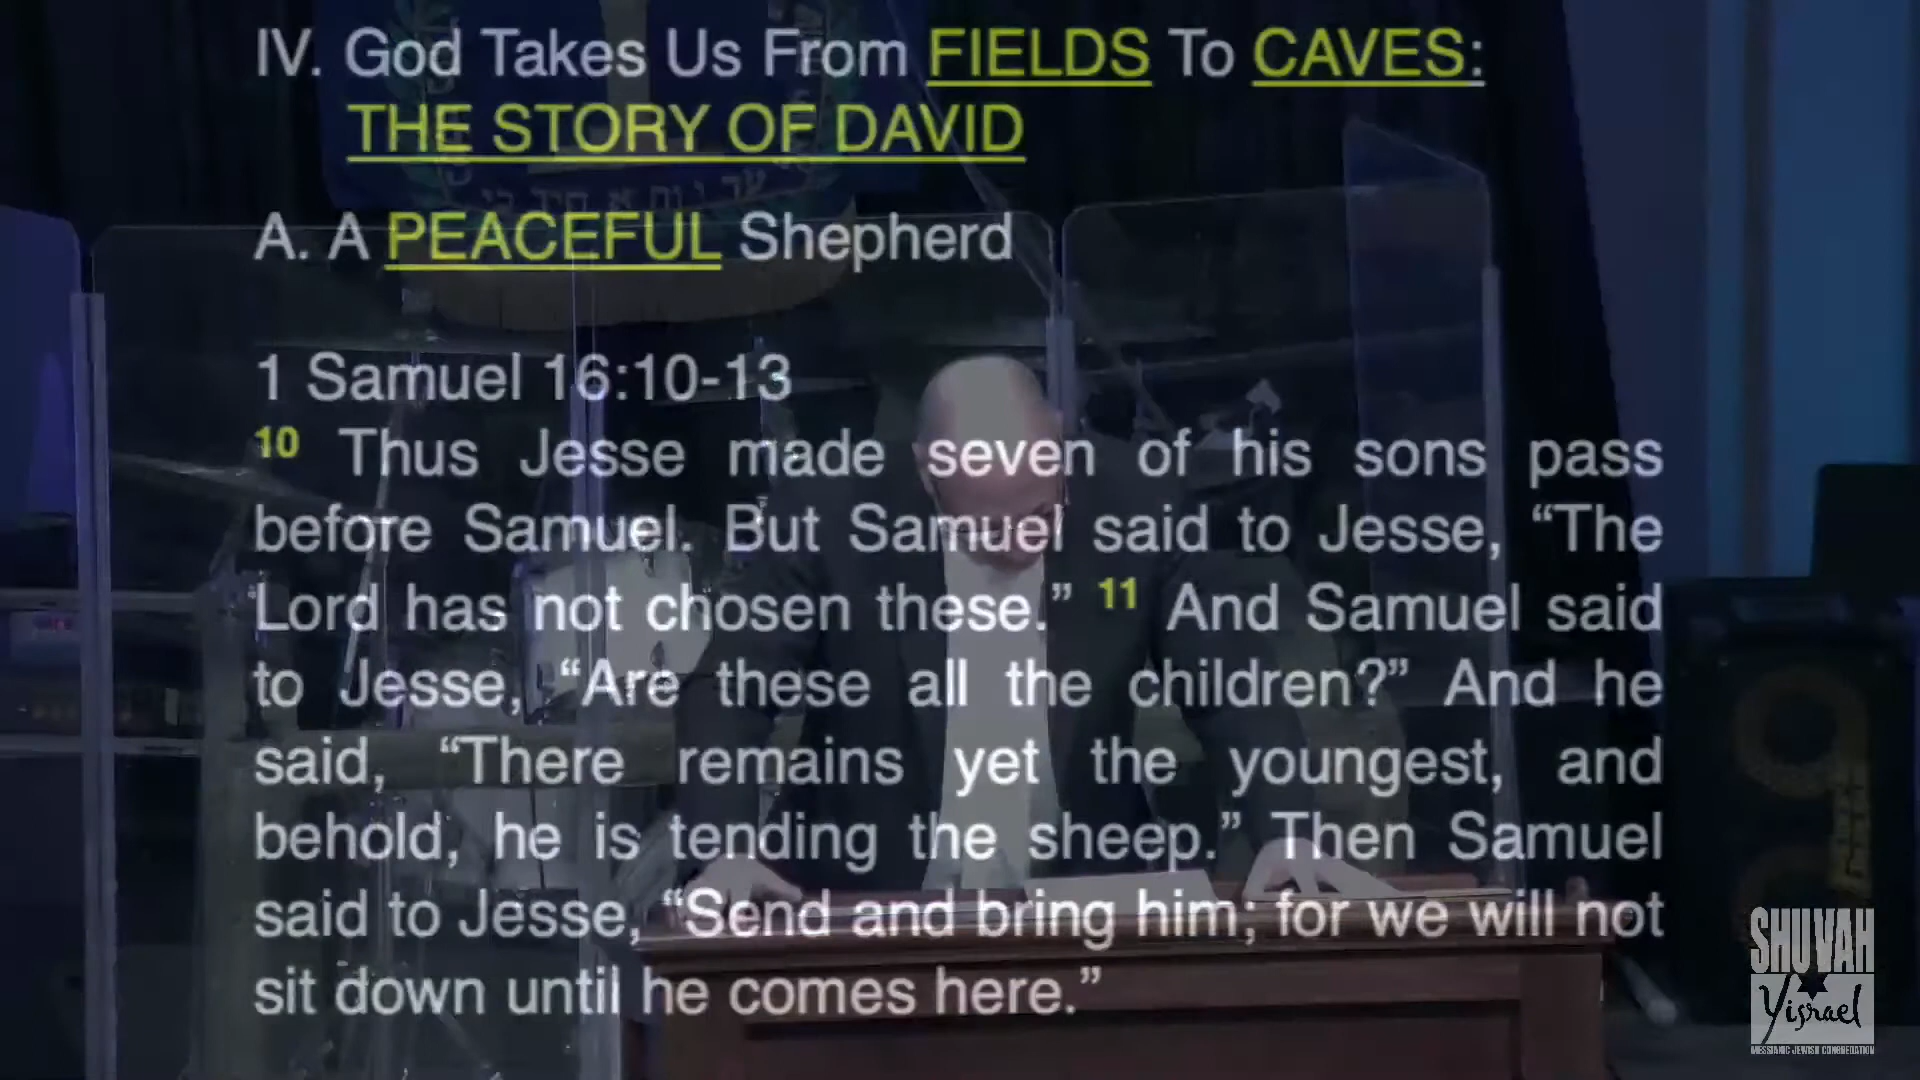 IV. God Takes Us From FIELDS To CAVES:
THE STORY OF DAVID
A. A PEACEFUL Shepherd
1 Samuel 16:10-13
10 Thus Jesse made seven of his sons pass
before Samuel. But Samuel said to Jesse, “The
Lord has not chosen these.” 11 And Samuel said
to Jesse, “Are these all the children?” And he
said, “There remains yet the youngest, and
behold, he is tending the sheep.” Then Samuel
said to Jesse, “Send and bring him; for we will not
sit down until he comes here.”
SHUVAH
Yisrael
MESSIANIC JEWISH CONGREGATION